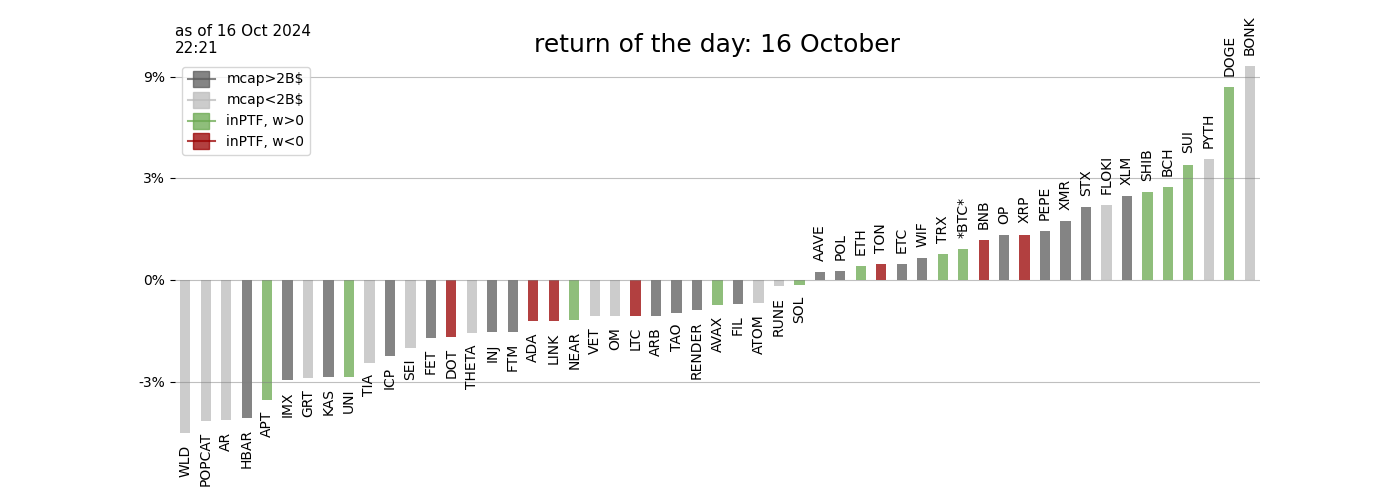 as of 16 Oct 2024
22:21
return of the day: 16 October
mcap>2B$
mcap<2B$
inPTF, w>0
inPTF, w<0
9%
3%
0%
-3%
WLD
POPCAT
AR
HBAR
APT
IMX
GRT
KAS
UNI
TIA
ICP
SEI
FET
DOT
THETA
INJ
FTM
ADA
LINK
NEAR
VET
OM
LTC
ARB
TAO
RENDER
AVAX
FIL
ATOM
RUNE
SOL
AAVE
POL
ETH
TON
ETC
WIF
TRX
*BTC*
BNB
OP
XRP
PEPE
XMR
STX
FLOKI
XLM
SHIB
BCH
SUI
PYTH
DOGE
BONK